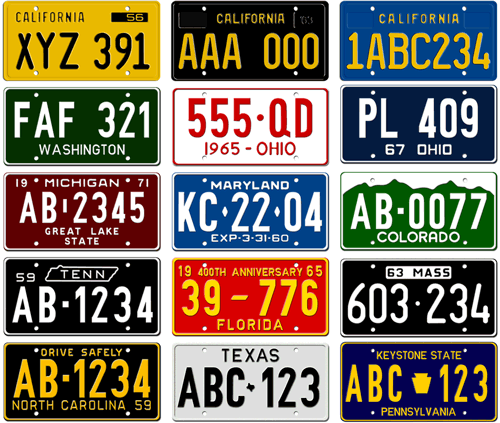 CALIFORNIA 56
XYZ 391
CALIFORNIA 63
AAA 000
CALIFORNIA
1ABC234
FAF 321
WASHINGTON
555·QD
1965 - OHIO
PL 409
67 OHIO
19 MICHIGAN 71
AB 2345
GREAT LAKE
STATE
MARYLAND
KC·22·04
EXP-3-31-60
AB-0077
COLORADO
59 TENN
AB-1234
19 400TH ANNIVERSARY 65
39-776
FLORIDA
63 MASS
603·234
DRIVE SAFELY
AB-1234
NORTH CAROLINA 59
TEXAS
ABC 123
KEYSTONE STATE
ABC 123
PENNSYLVANIA